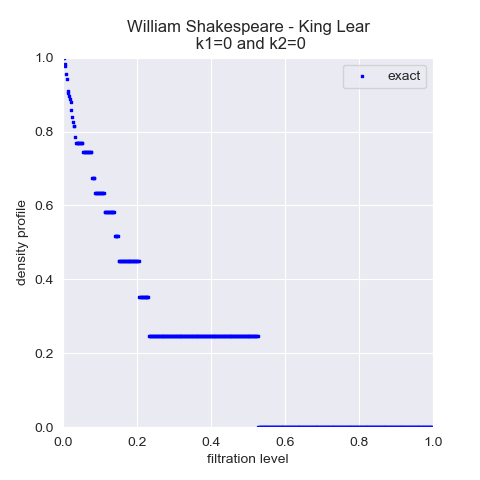 William Shakespeare - King Lear
k1=0 and k2=0
exact
density profile
1.0
0.8
0.6
0.4
0.2
0.0
0.0 0.2 0.4 0.6 0.8 1.0
filtration level